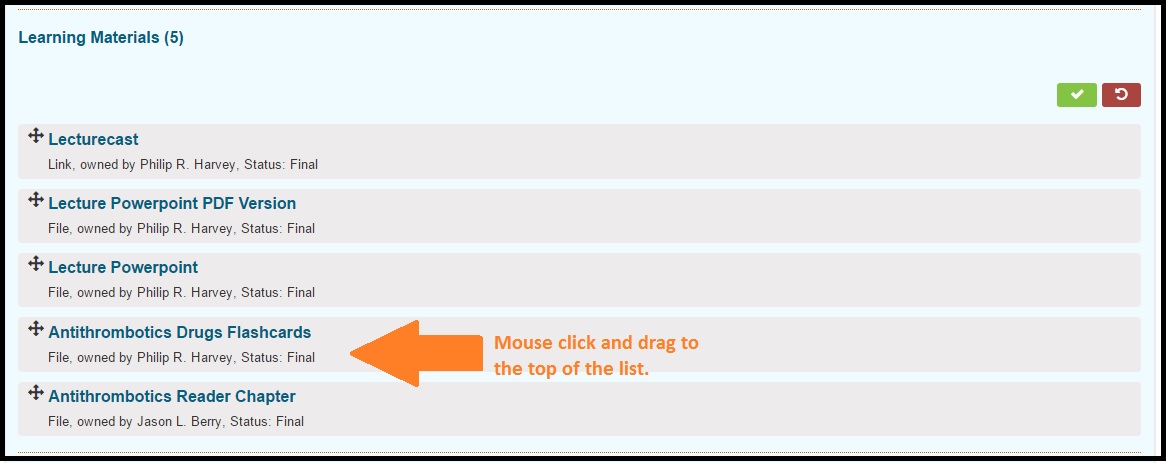 Learning Materials (5)
Lecturecast
Link, owned by Philip R. Harvey, Status: Final
Lecture Powerpoint PDF Version
File, owned by Philip R. Harvey, Status: Final
Lecture Powerpoint
File, owned by Philip R. Harvey, Status: Final
Antithrombotics Drugs Flashcards
File, owned by Philip R. Harvey, Status: Final
Mouse click and drag to
the top of the list.
Antithrombotics Reader Chapter
File, owned by Jason L. Berry, Status: Final